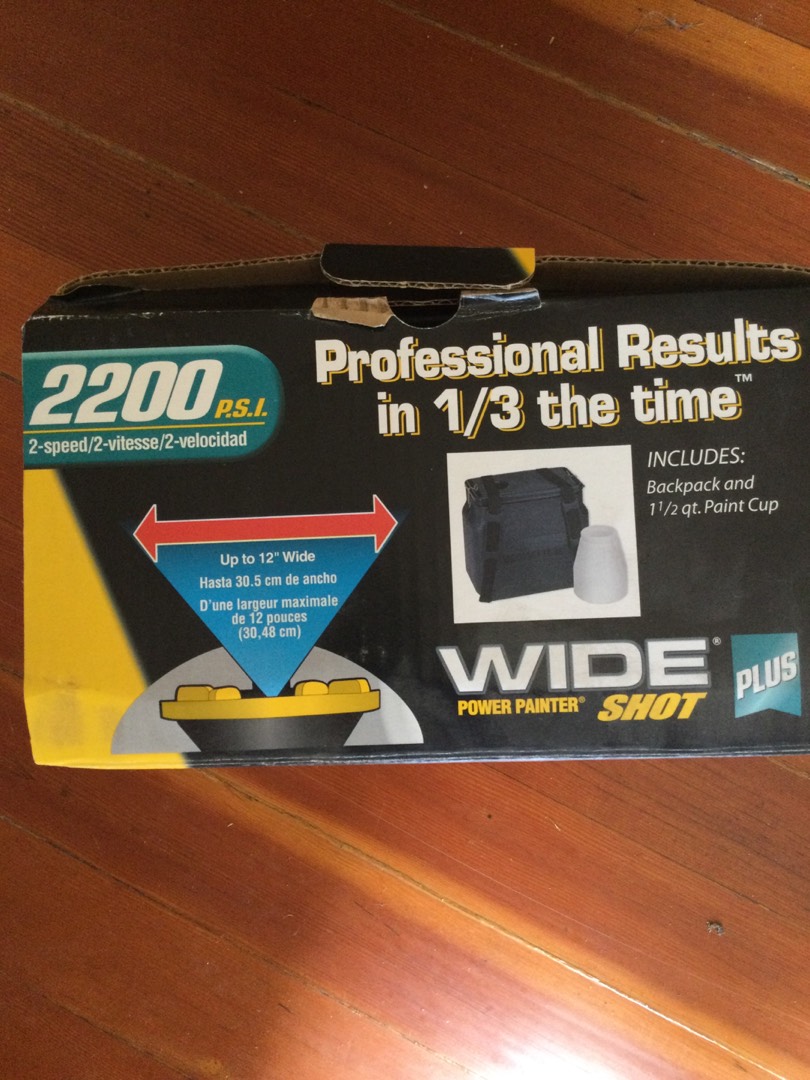 2200 P.S.I.
2-speed/2-vitesse/2-velocidad
Professional Results
in 1/3 the time™
INCLUDES:
Backpack and
1 1/2 qt. Paint Cup
Up to 12" Wide
Hasta 30.5 cm de ancho
D'une largeur maximale
de 12 pouces
(30,48 cm)
WIDE®
POWER PAINTER® SHOT
PLUS